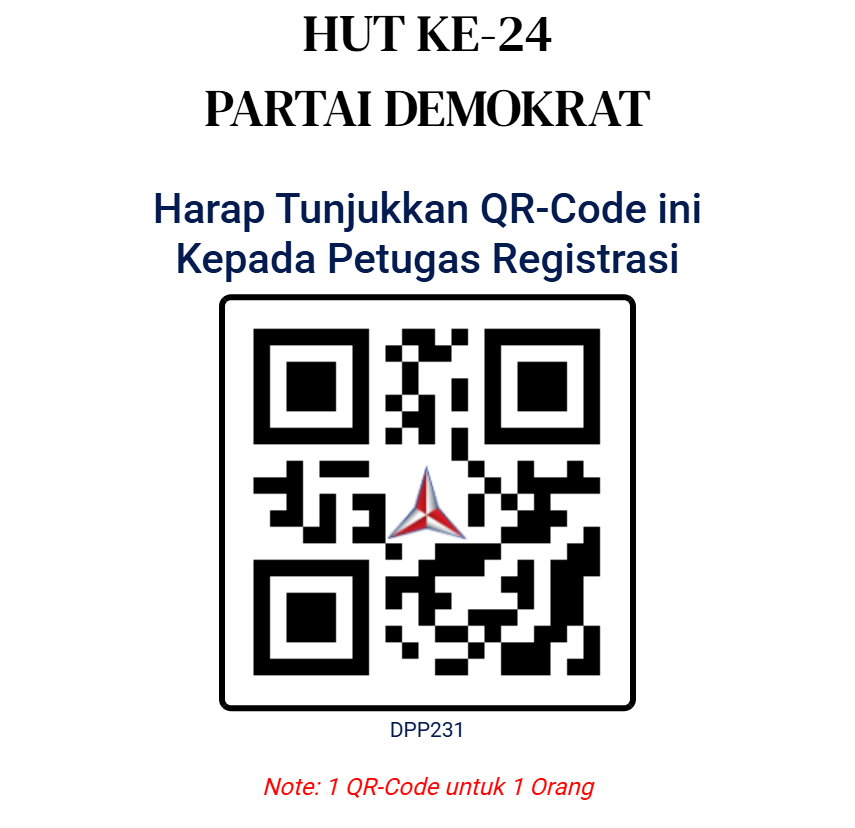 HUT KE-24
PARTAI DEMOKRAT
Harap Tunjukkan QR-Code ini
Kepada Petugas Registrasi
DPP231
Note: 1 QR-Code untuk 1 Orang